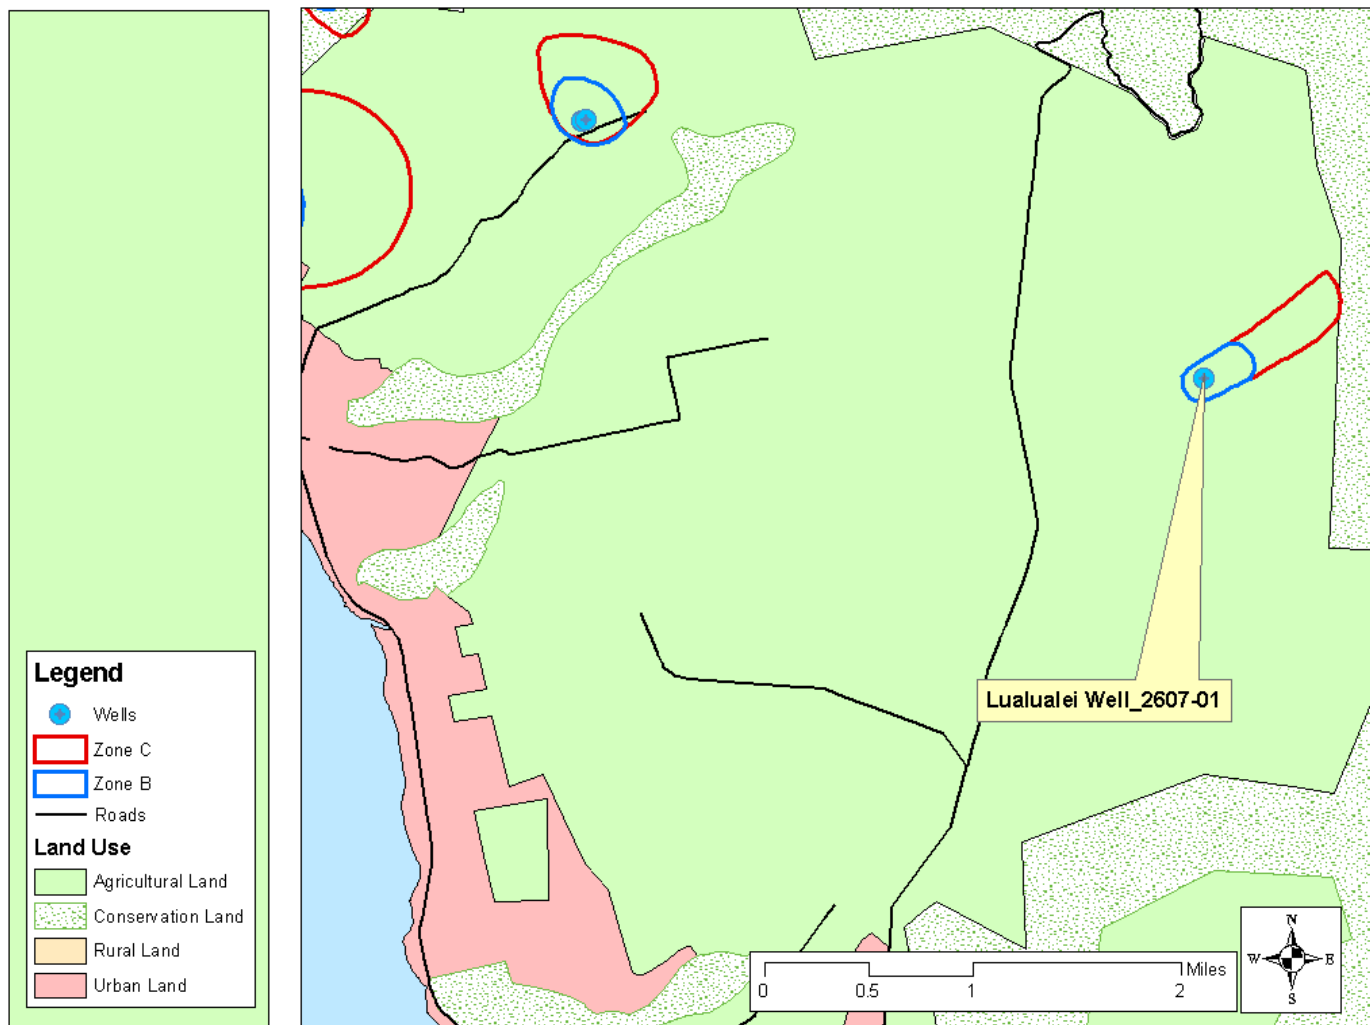 Legend
Wells
Zone C
Zone B
Roads
Land Use
Agricultural Land
Conservation Land
Rural Land
Urban Land
Lualualei Well_2607-01
Miles
0 0.5 1 2
N
W E
S